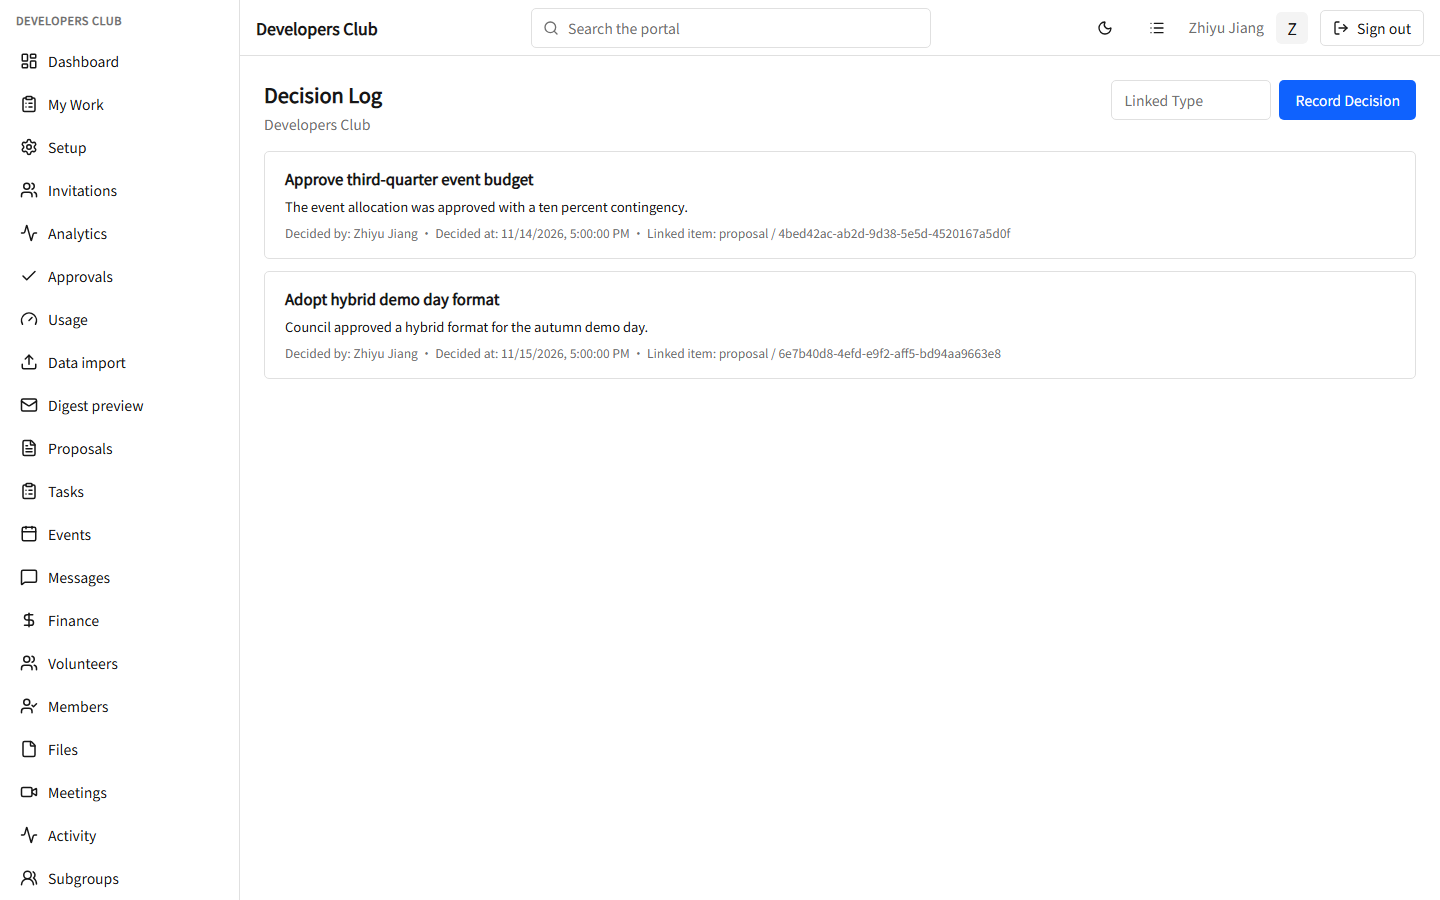 DEVELOPERS CLUB
Dashboard
My Work
Setup
Invitations
Analytics
Approvals
Usage
Data import
Digest preview
Proposals
Tasks
Events
Messages
Finance
Volunteers
Members
Files
Meetings
Activity
Subgroups
Developers Club
Search the portal
Zhiyu Jiang
Z
Sign out
Decision Log
Developers Club
Linked Type
Record Decision
Approve third-quarter event budget
The event allocation was approved with a ten percent contingency.
Decided by: Zhiyu Jiang • Decided at: 11/14/2026, 5:00:00 PM • Linked item: proposal / 4bed42ac-ab2d-9d38-5e5d-4520167a5d0f
Adopt hybrid demo day format
Council approved a hybrid format for the autumn demo day.
Decided by: Zhiyu Jiang • Decided at: 11/15/2026, 5:00:00 PM • Linked item: proposal / 6e7b40d8-4efd-e9f2-aff5-bd94aa9663e8